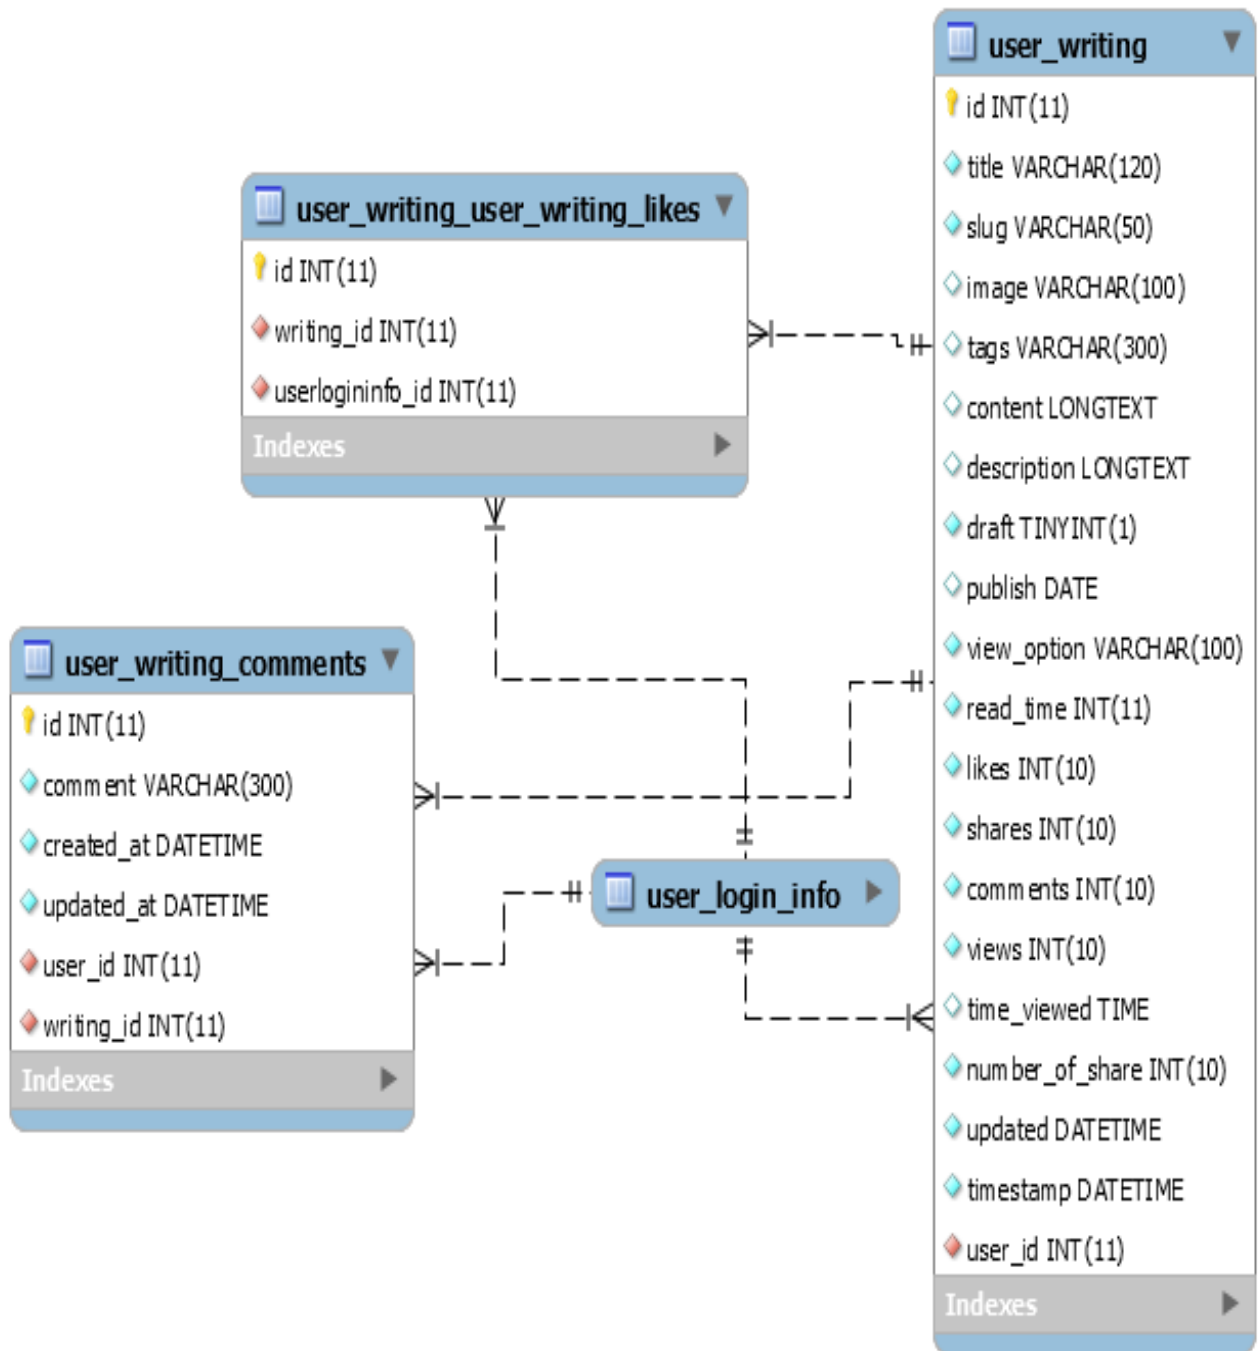 user_writing
id INT(11)
title VARCHAR(120)
slug VARCHAR(50)
image VARCHAR(100)
tags VARCHAR(300)
content LONGTEXT
description LONGTEXT
draft TINYINT(1)
publish DATE
view_option VARCHAR(100)
read_time INT(11)
likes INT(10)
shares INT(10)
comments INT(10)
views INT(10)
time_viewed TIME
number_of_share INT(10)
updated DATETIME
timestamp DATETIME
user_id INT(11)
Indexes
user_writing_user_writing_likes
id INT(11)
writing_id INT(11)
userlogininfo_id INT(11)
Indexes
user_writing_comments
id INT(11)
comment VARCHAR(300)
created_at DATETIME
updated_at DATETIME
user_id INT(11)
writing_id INT(11)
Indexes
user_login_info